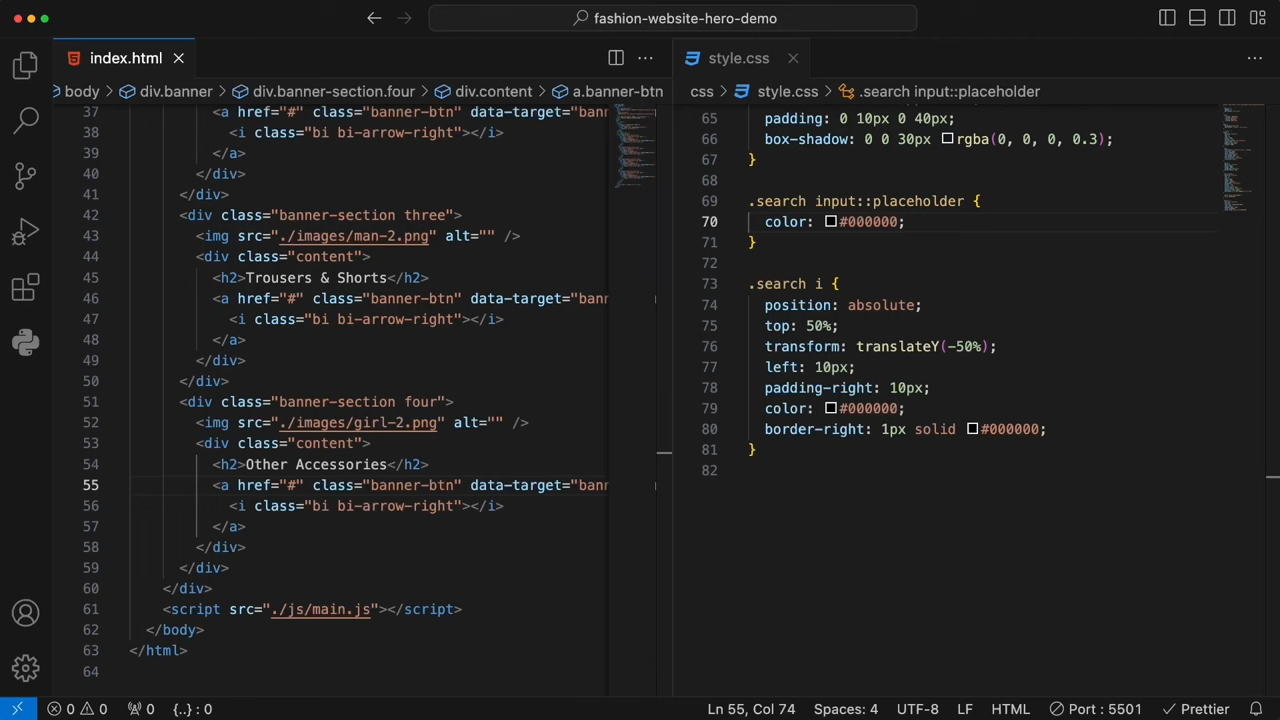 fashion-website-hero-demo
index.html
body
div.banner
div.banner-section.four
div.content
a.banner-btn
37 <a href="#" class="banner-btn" data-target="bann
38 <i class="bi bi-arrow-right"></i>
39 </a>
40 </div>
41 </div>
42 <div class="banner-section three">
43 <img src="./images/man-2.png" alt="" />
44 <div class="content">
45 <h2>Trousers & Shorts</h2>
46 <a href="#" class="banner-btn" data-target="bann
47 <i class="bi bi-arrow-right"></i>
48 </a>
49 </div>
50 </div>
51 <div class="banner-section four">
52 <img src="./images/girl-2.png" alt="" />
53 <div class="content">
54 <h2>Other Accessories</h2>
55 <a href="#" class="banner-btn" data-target="bann
56 <i class="bi bi-arrow-right"></i>
57 </a>
58 </div>
59 </div>
60 </div>
61 <script src="./js/main.js"></script>
62 </body>
63 </html>
64
style.css
css
style.css
.search input::placeholder
65 padding: 0 10px 0 40px;
66 box-shadow: 0 0 30px rgba(0, 0, 0, 0.3);
67 }
68
69 .search input::placeholder {
70 color: #000000;
71 }
72
73 .search i {
74 position: absolute;
75 top: 50%;
76 transform: translateY(-50%);
77 left: 10px;
78 padding-right: 10px;
79 color: #000000;
80 border-right: 1px solid #000000;
81 }
82
0 0 0 {..} : 0 Ln 55, Col 74 Spaces: 4 UTF-8 LF HTML Port : 5501 Prettier